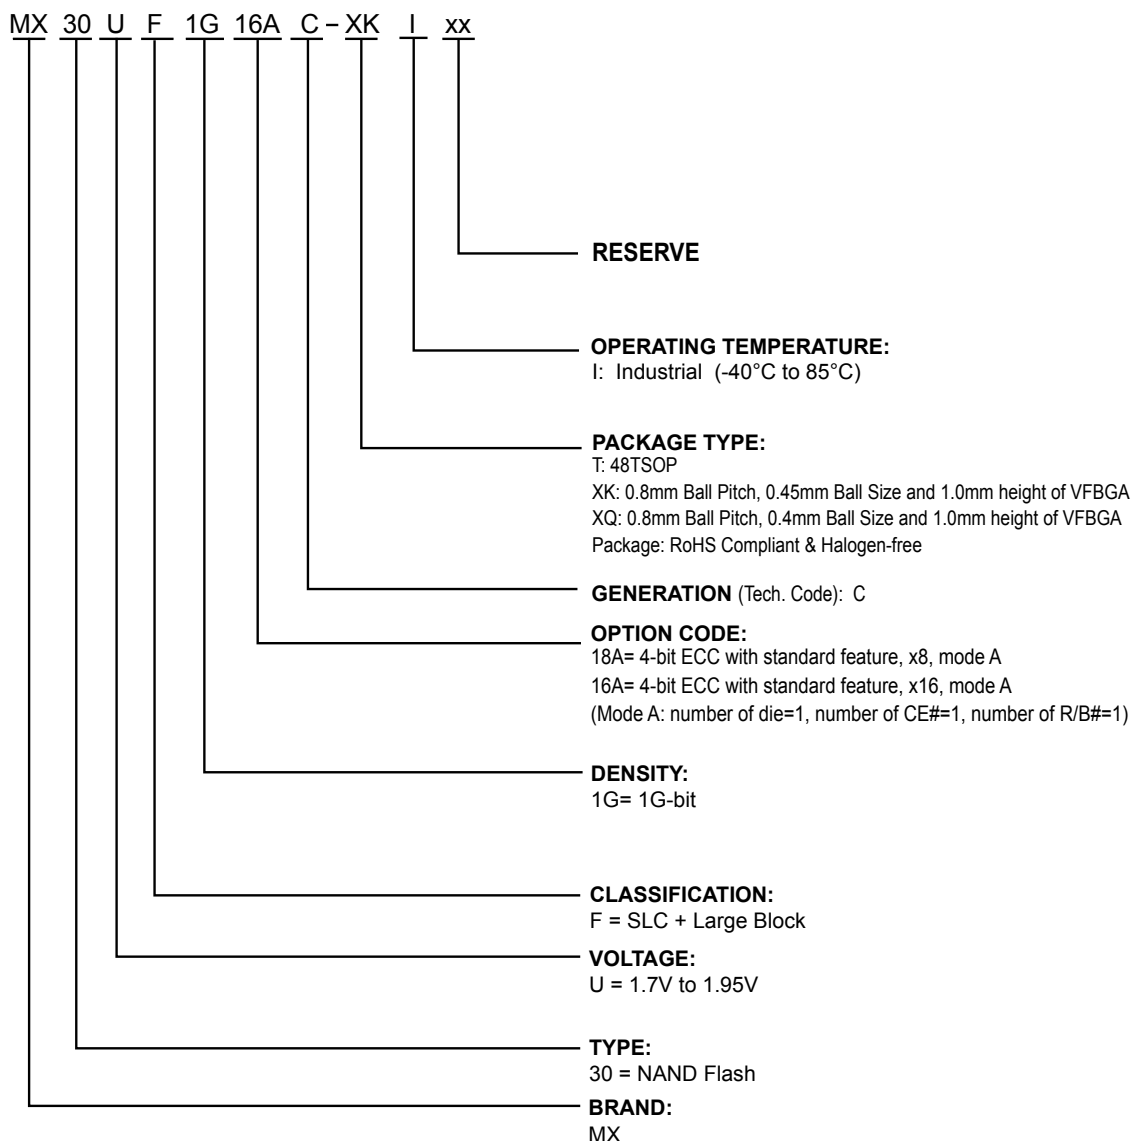 MX 30 U F 1G 16A C – XK I xx
RESERVE
OPERATING TEMPERATURE:
I: Industrial (-40°C to 85°C)
PACKAGE TYPE:
T: 48TSOP
XK: 0.8mm Ball Pitch, 0.45mm Ball Size and 1.0mm height of VFBGA
XQ: 0.8mm Ball Pitch, 0.4mm Ball Size and 1.0mm height of VFBGA
Package: RoHS Compliant & Halogen-free
GENERATION (Tech. Code): C
OPTION CODE:
18A= 4-bit ECC with standard feature, x8, mode A
16A= 4-bit ECC with standard feature, x16, mode A
(Mode A: number of die=1, number of CE#=1, number of R/B#=1)
DENSITY:
1G= 1G-bit
CLASSIFICATION:
F = SLC + Large Block
VOLTAGE:
U = 1.7V to 1.95V
TYPE:
30 = NAND Flash
BRAND:
MX